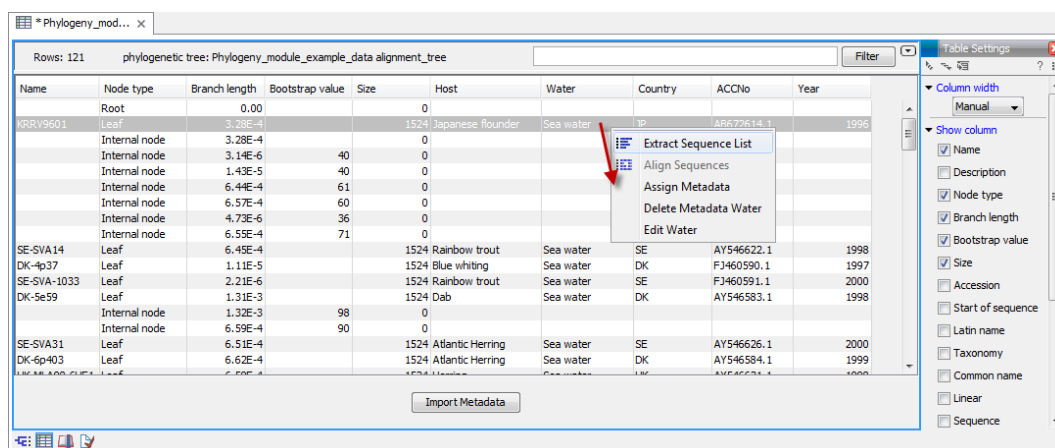 * Phylogeny_mod... x
Rows: 121 phylogenetic tree: Phylogeny_module_example_data alignment_tree Filter
Name Node type Branch length Bootstrap value Size Host Water Country ACCNo Year
Root 0.00 0
KRRV9601 Leaf 3.28E-4 1524 Japanese flounder Sea water JP AB672614.1 1996
Internal node 3.28E-4 0
Internal node 3.14E-6 40 0
Internal node 1.43E-5 40 0
Internal node 6.44E-4 61 0
Internal node 6.57E-4 60 0
Internal node 4.73E-6 36 0
Internal node 6.55E-4 71 0
SE-SVA14 Leaf 6.45E-4 1524 Rainbow trout Sea water SE AY546622.1 1998
DK-4p37 Leaf 1.11E-5 1524 Blue whiting Sea water DK FJ460590.1 1997
SE-SVA-1033 Leaf 2.21E-6 1524 Rainbow trout Sea water SE FJ460591.1 2000
DK-5e59 Leaf 1.31E-3 1524 Dab Sea water DK AY546583.1 1998
Internal node 1.32E-3 98 0
Internal node 6.59E-4 90 0
SE-SVA31 Leaf 6.51E-4 1524 Atlantic Herring Sea water SE AY546626.1 2000
DK-6p403 Leaf 6.62E-4 1524 Atlantic Herring Sea water DK AY546584.1 1999
Extract Sequence List
Align Sequences
Assign Metadata
Delete Metadata Water
Edit Water
Import Metadata
Table Settings
?
Column width
Manual
Show column
Name
Description
Node type
Branch length
Bootstrap value
Size
Accession
Start of sequence
Latin name
Taxonomy
Common name
Linear
Sequence